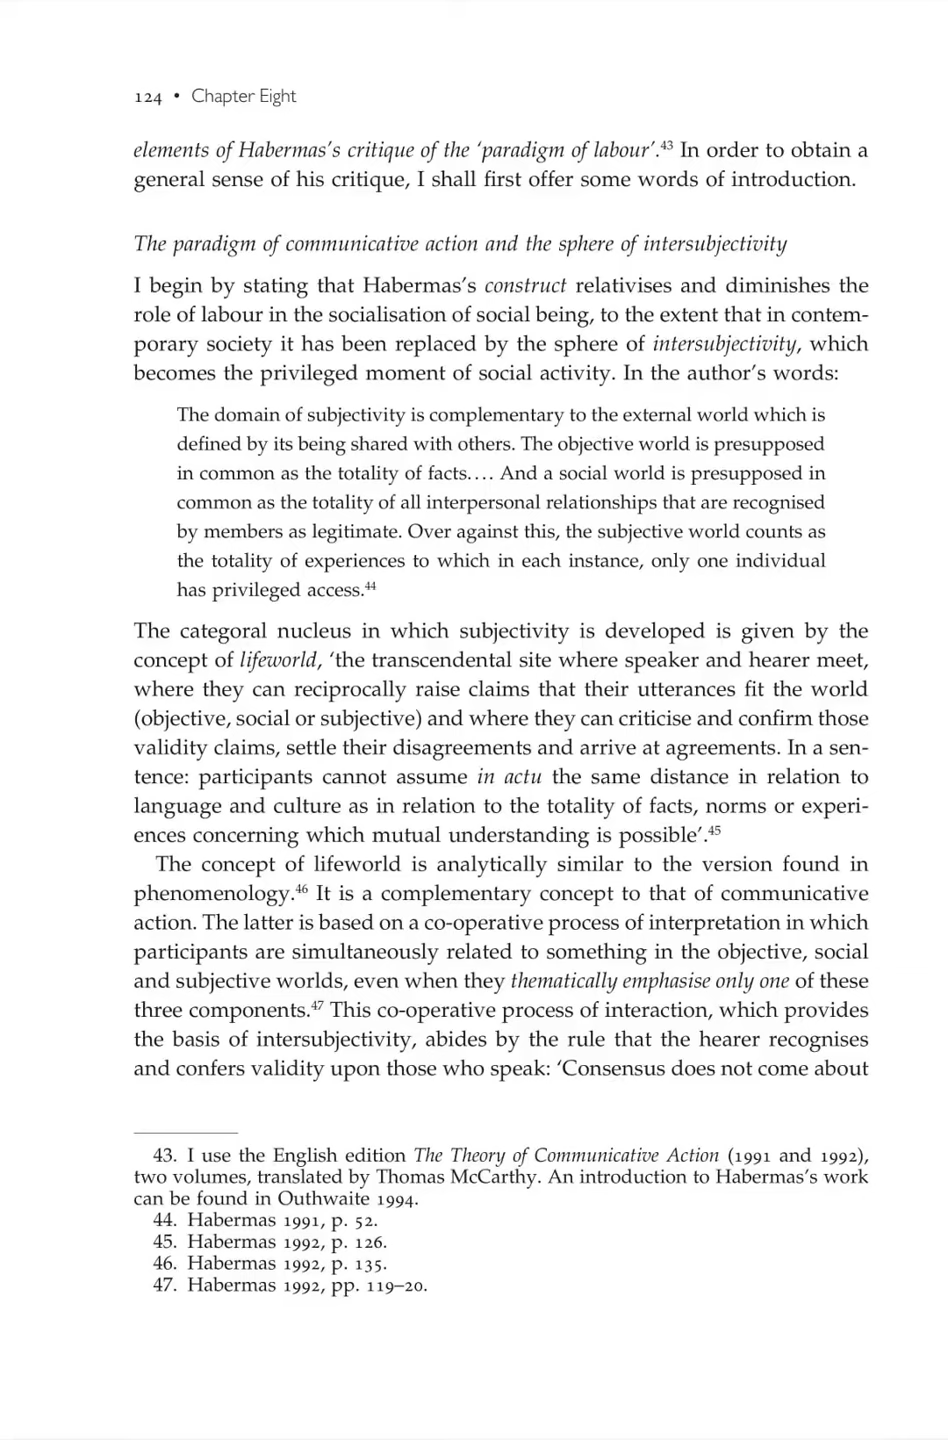 124 • Chapter Eight
elements of Habermas's critique of the 'paradigm of labour'.43 In order to obtain a
general sense of his critique, I shall first offer some words of introduction.
The paradigm of communicative action and the sphere of intersubjectivity
I begin by stating that Habermas's construct relativises and diminishes the
role of labour in the socialisation of social being, to the extent that in contem-
porary society it has been replaced by the sphere of intersubjectivity, which
becomes the privileged moment of social activity. In the author's words:
The domain of subjectivity is complementary to the external world which is
defined by its being shared with others. The objective world is presupposed
in common as the totality of facts.... And a social world is presupposed in
common as the totality of all interpersonal relationships that are recognised
by members as legitimate. Over against this, the subjective world counts as
the totality of experiences to which in each instance, only one individual
has privileged access.44
The categoral nucleus in which subjectivity is developed is given by the
concept of lifeworld, 'the transcendental site where speaker and hearer meet,
where they can reciprocally raise claims that their utterances fit the world
(objective, social or subjective) and where they can criticise and confirm those
validity claims, settle their disagreements and arrive at agreements. In a sen-
tence: participants cannot assume in actu the same distance in relation to
language and culture as in relation to the totality of facts, norms or experi-
ences concerning which mutual understanding is possible'.45
The concept of lifeworld is analytically similar to the version found in
phenomenology.46 It is a complementary concept to that of communicative
action. The latter is based on a co-operative process of interpretation in which
participants are simultaneously related to something in the objective, social
and subjective worlds, even when they thematically emphasise only one of these
three components.47 This co-operative process of interaction, which provides
the basis of intersubjectivity, abides by the rule that the hearer recognises
and confers validity upon those who speak: 'Consensus does not come about
43. I use the English edition The Theory of Communicative Action (1991 and 1992),
two volumes, translated by Thomas McCarthy. An introduction to Habermas's work
can be found in Outhwaite 1994.
44. Habermas 1991, p. 52.
45. Habermas 1992, p. 126.
46. Habermas 1992, p. 135.
47. Habermas 1992, pp. 119–20.